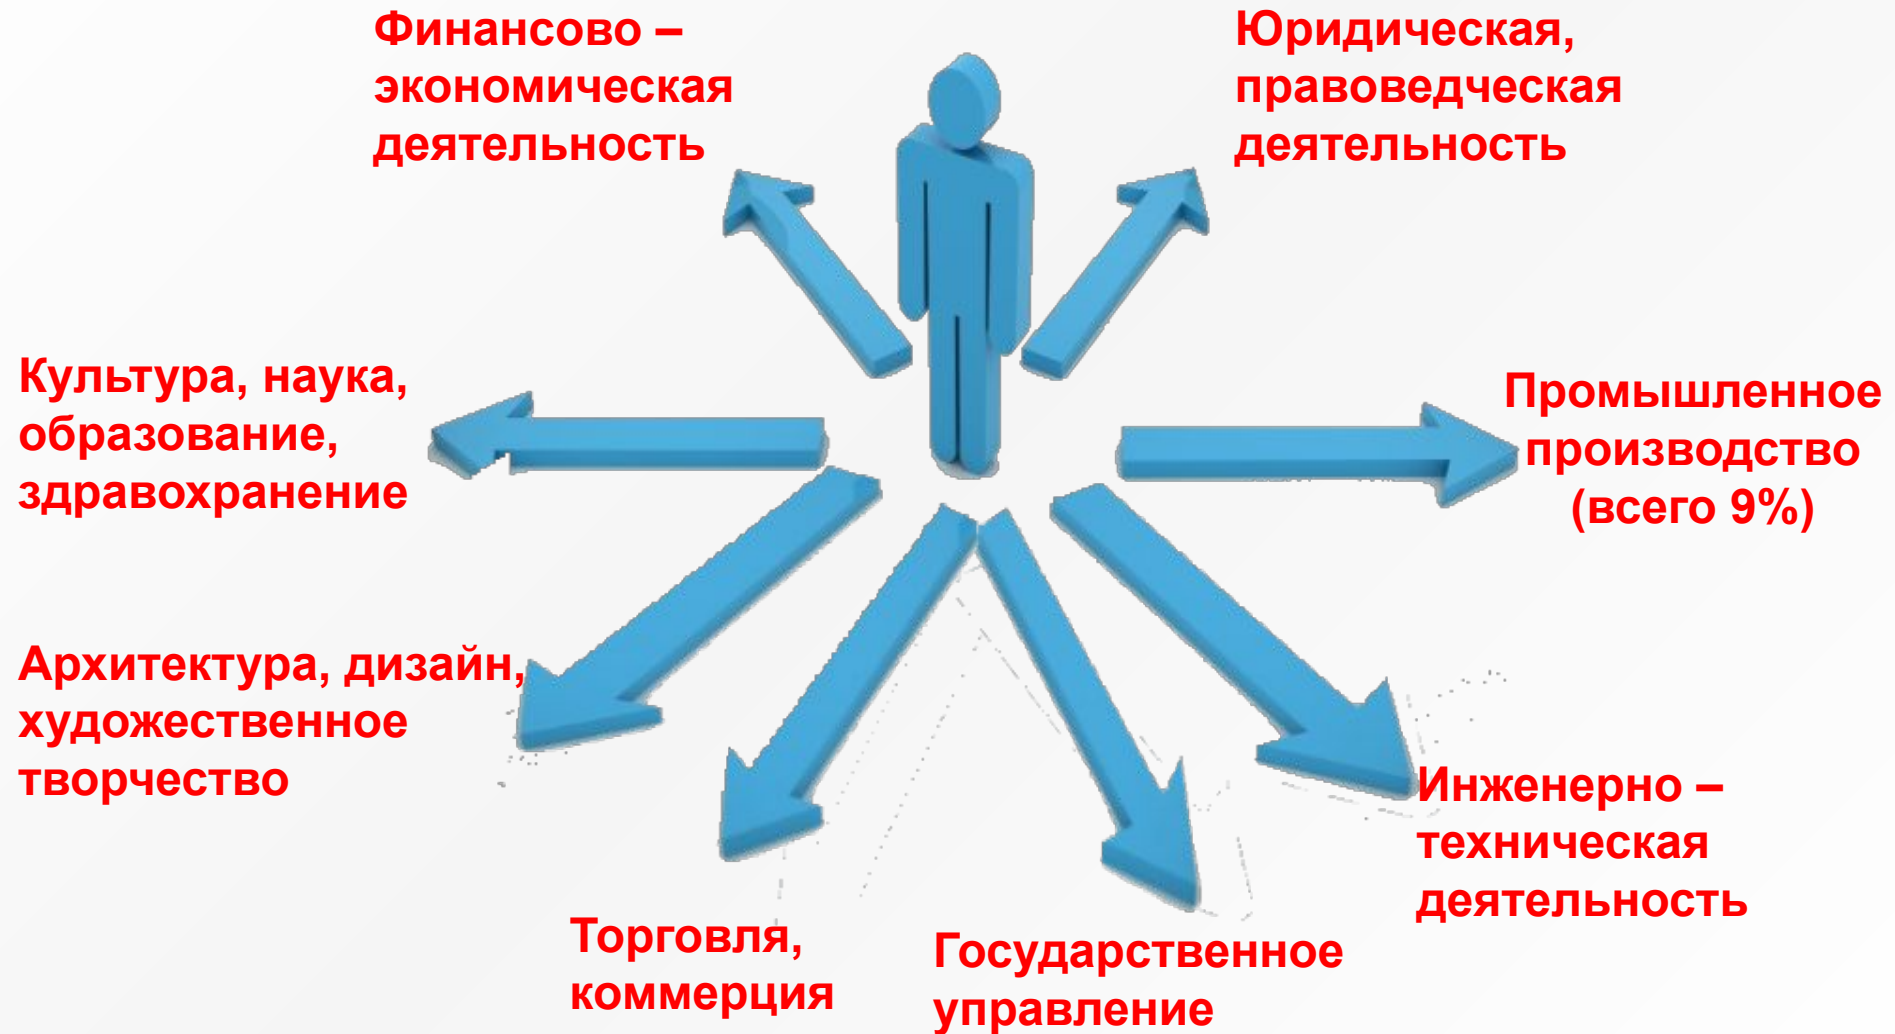 Финансово –
экономическая
деятельность
Юридическая,
правоведческая
деятельность
Культура, наука,
образование,
здравохранение
Промышленное
производство
(всего 9%)
Архитектура, дизайн,
художественное
творчество
Инженерно –
техническая
деятельность
Торговля,
коммерция
Государственное
управление